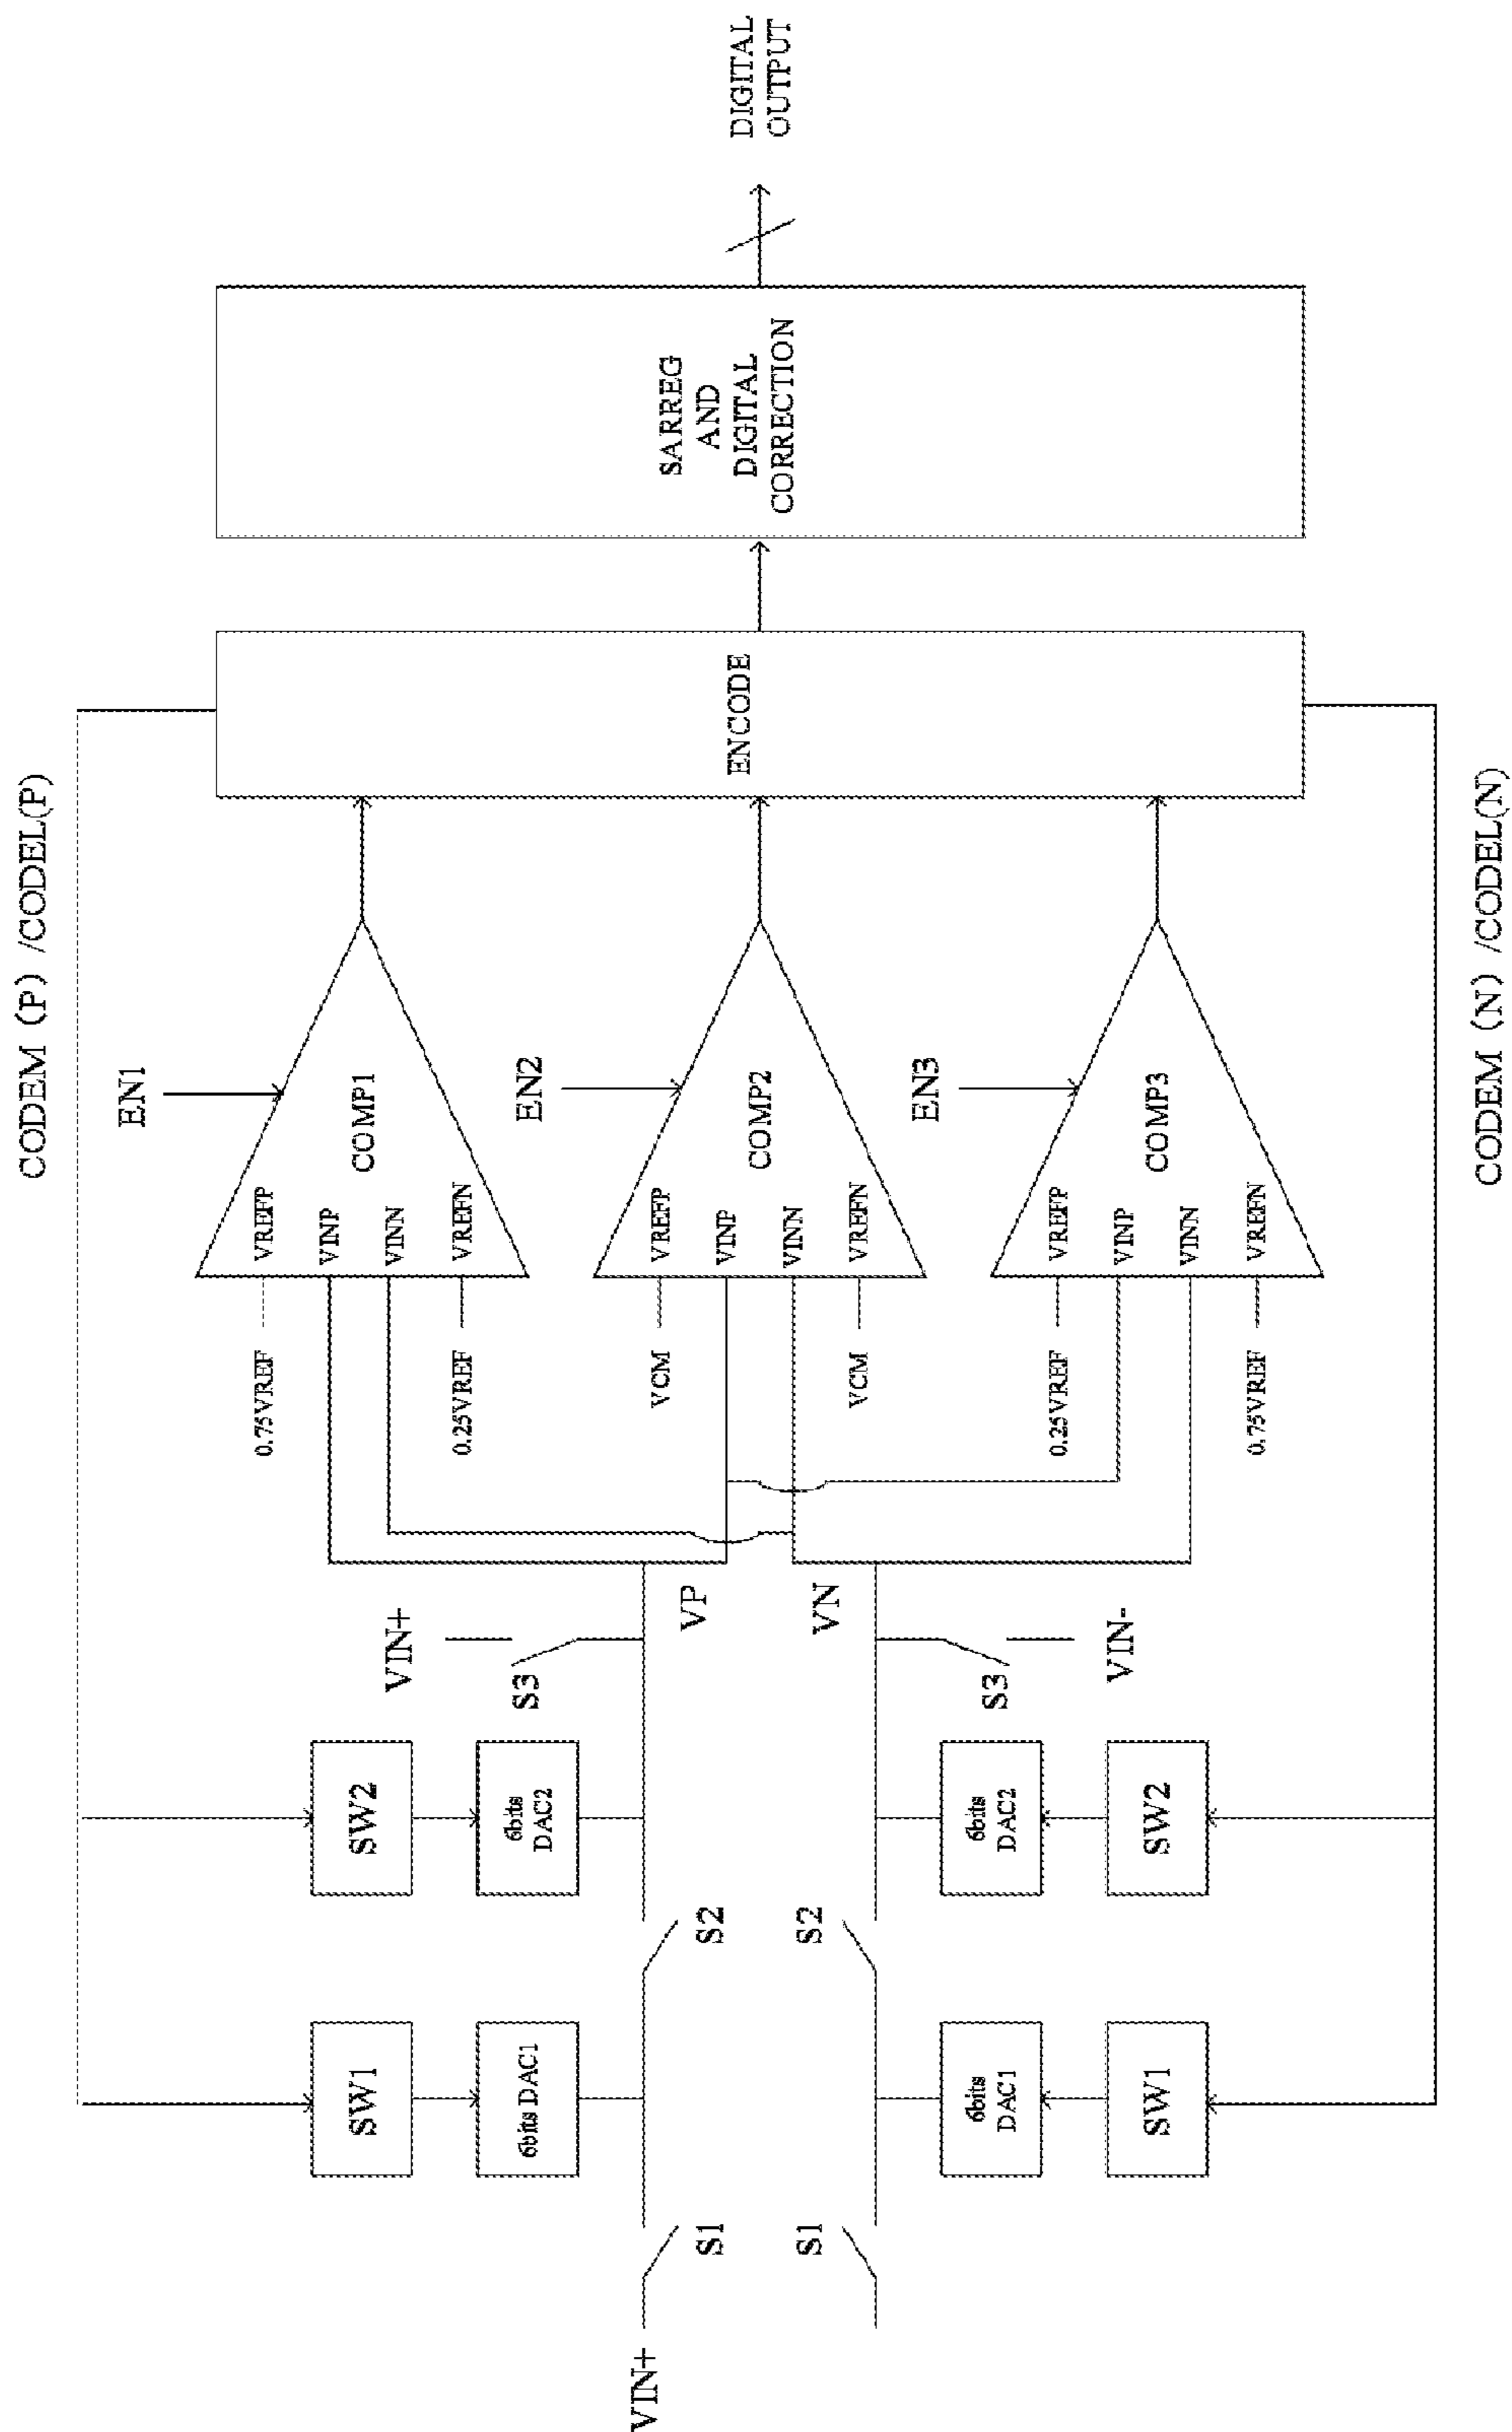 CODEM (P) /CODEL(P)
SW1
SW2
6bits DAC1
6bits
DAC2
VIN+
S1
S2
S3
VIN+
VP
EN1
0.75VREF
0.25VREF
VREFP
VINP
VINN
VREFN
COMP1
EN2
VCM
VCM
VREFP
VINP
VINN
VREFN
COMP2
EN3
0.25VREF
0.75VREF
VREFP
VINP
VINN
VREFN
COMP3
ENCODE
SARREG
AND
DIGITAL
CORRECTION
DIGITAL
OUTPUT
S1
S2
VN
S3
VIN-
6bits
DAC1
6bits
DAC2
SW1
SW2
CODEM (N) /CODEL(N)